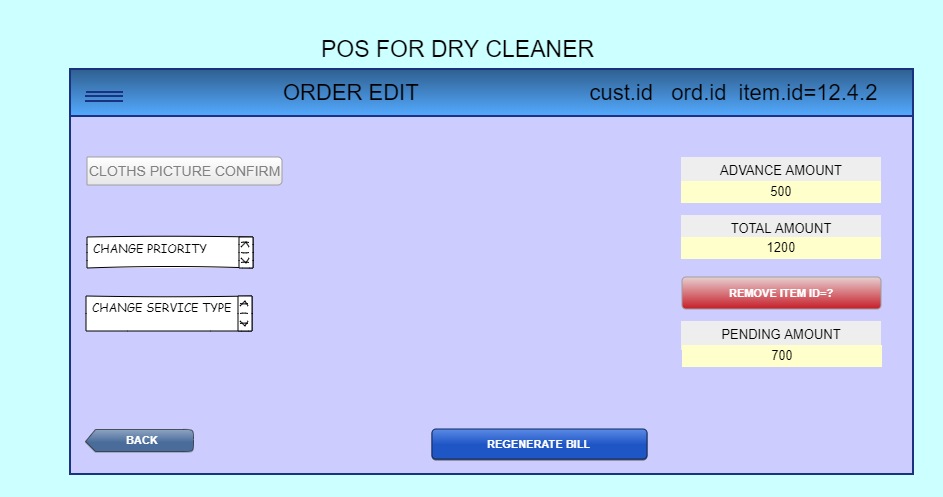 POS FOR DRY CLEANER
ORDER EDIT cust.id ord.id item.id=12.4.2
CLOTHS PICTURE CONFIRM
CHANGE PRIORITY
CHANGE SERVICE TYPE
ADVANCE AMOUNT
500
TOTAL AMOUNT
1200
REMOVE ITEM ID=?
PENDING AMOUNT
700
BACK
REGENERATE BILL